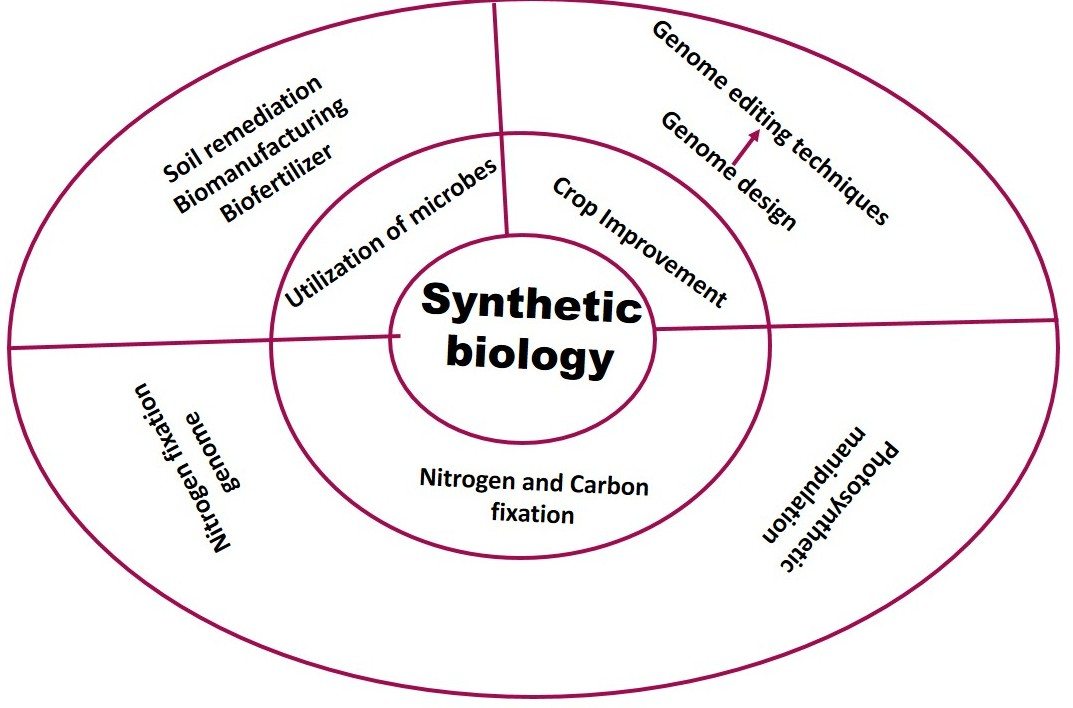 Soil remediation
Biomanufacturing
Biofertilizer
Genome editing techniques
Genome design
Utilization of microbes
Crop Improvement
Synthetic
biology
Nitrogen fixation
genome
Nitrogen and Carbon
fixation
Photosynthetic
manipulation